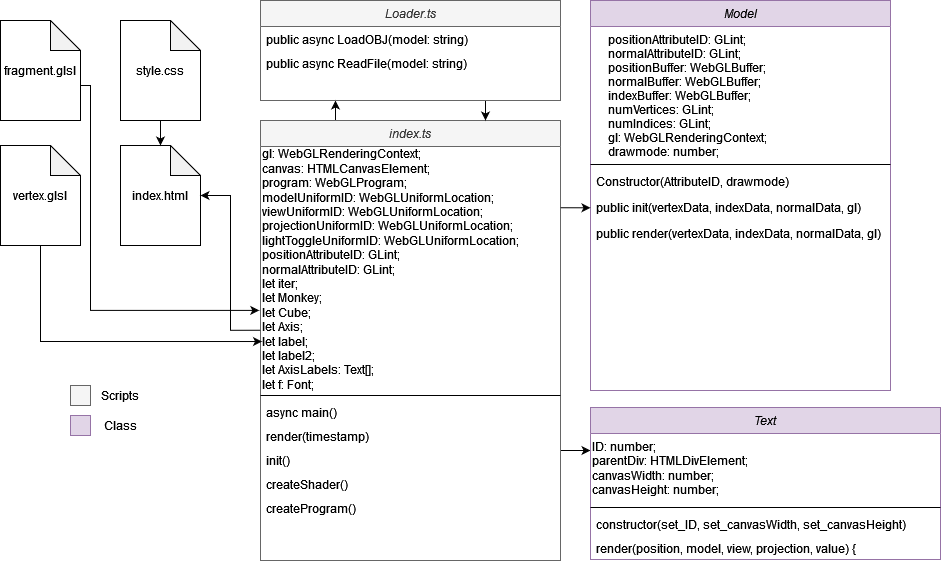 fragment.glsl
style.css
vertex.glsl
index.html
Scripts
Class
Loader.ts
public async LoadOBJ(model: string)
public async ReadFile(model: string)
index.ts
gl: WebGLRenderingContext;
canvas: HTMLCanvasElement;
program: WebGLProgram;
modelUniformID: WebGLUniformLocation;
viewUniformID: WebGLUniformLocation;
projectionUniformID: WebGLUniformLocation;
lightToggleUniformID: WebGLUniformLocation;
positionAttributeID: GLint;
normalAttributeID: GLint;
let iter;
let Monkey;
let Cube;
let Axis;
let label;
let label2;
let AxisLabels: Text[];
let f: Font;
async main()
render(timestamp)
init()
createShader()
createProgram()
Model
positionAttributeID: GLint;
normalAttributeID: GLint;
positionBuffer: WebGLBuffer;
normalBuffer: WebGLBuffer;
indexBuffer: WebGLBuffer;
numVertices: GLint;
numIndices: GLint;
gl: WebGLRenderingContext;
drawmode: number;
Constructor(AttributeID, drawmode)
public init(vertexData, indexData, normalData, gl)
public render(vertexData, indexData, normalData, gl)
Text
ID: number;
parentDiv: HTMLDivElement;
canvasWidth: number;
canvasHeight: number;
constructor(set_ID, set_canvasWidth, set_canvasHeight)
render(position, model, view, projection, value) {